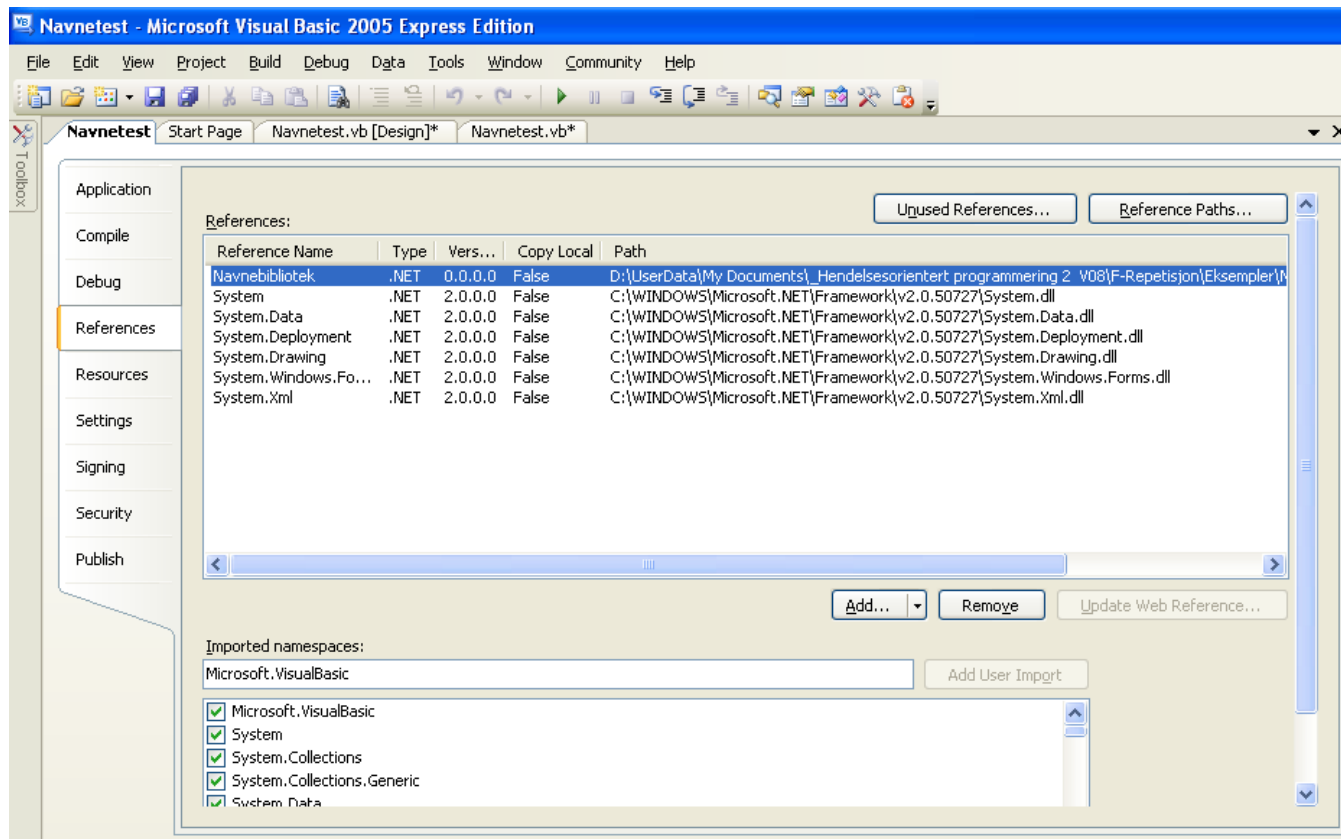 Navnetest - Microsoft Visual Basic 2005 Express Edition
File Edit View Project Build Debug Data Tools Window Community Help
Toolbox
Navnetest Start Page Navnetest.vb [Design]* Navnetest.vb*
Application
Compile
Debug
References
Resources
Settings
Signing
Security
Publish
Unused References... Reference Paths...
References:
Reference Name Type Vers... Copy Local Path
Navnebibliotek .NET 0.0.0.0 False D:\UserData\My Documents\_Hendelsesorientert programmering 2 V08\F-Repetisjon\Eksempler\N
System .NET 2.0.0.0 False C:\WINDOWS\Microsoft.NET\Framework\v2.0.50727\System.dll
System.Data .NET 2.0.0.0 False C:\WINDOWS\Microsoft.NET\Framework\v2.0.50727\System.Data.dll
System.Deployment .NET 2.0.0.0 False C:\WINDOWS\Microsoft.NET\Framework\v2.0.50727\System.Deployment.dll
System.Drawing .NET 2.0.0.0 False C:\WINDOWS\Microsoft.NET\Framework\v2.0.50727\System.Drawing.dll
System.Windows.Fo... .NET 2.0.0.0 False C:\WINDOWS\Microsoft.NET\Framework\v2.0.50727\System.Windows.Forms.dll
System.Xml .NET 2.0.0.0 False C:\WINDOWS\Microsoft.NET\Framework\v2.0.50727\System.Xml.dll
Add... Remove Update Web Reference...
Imported namespaces:
Microsoft.VisualBasic Add User Import
Microsoft.VisualBasic
System
System.Collections
System.Collections.Generic
System.Data